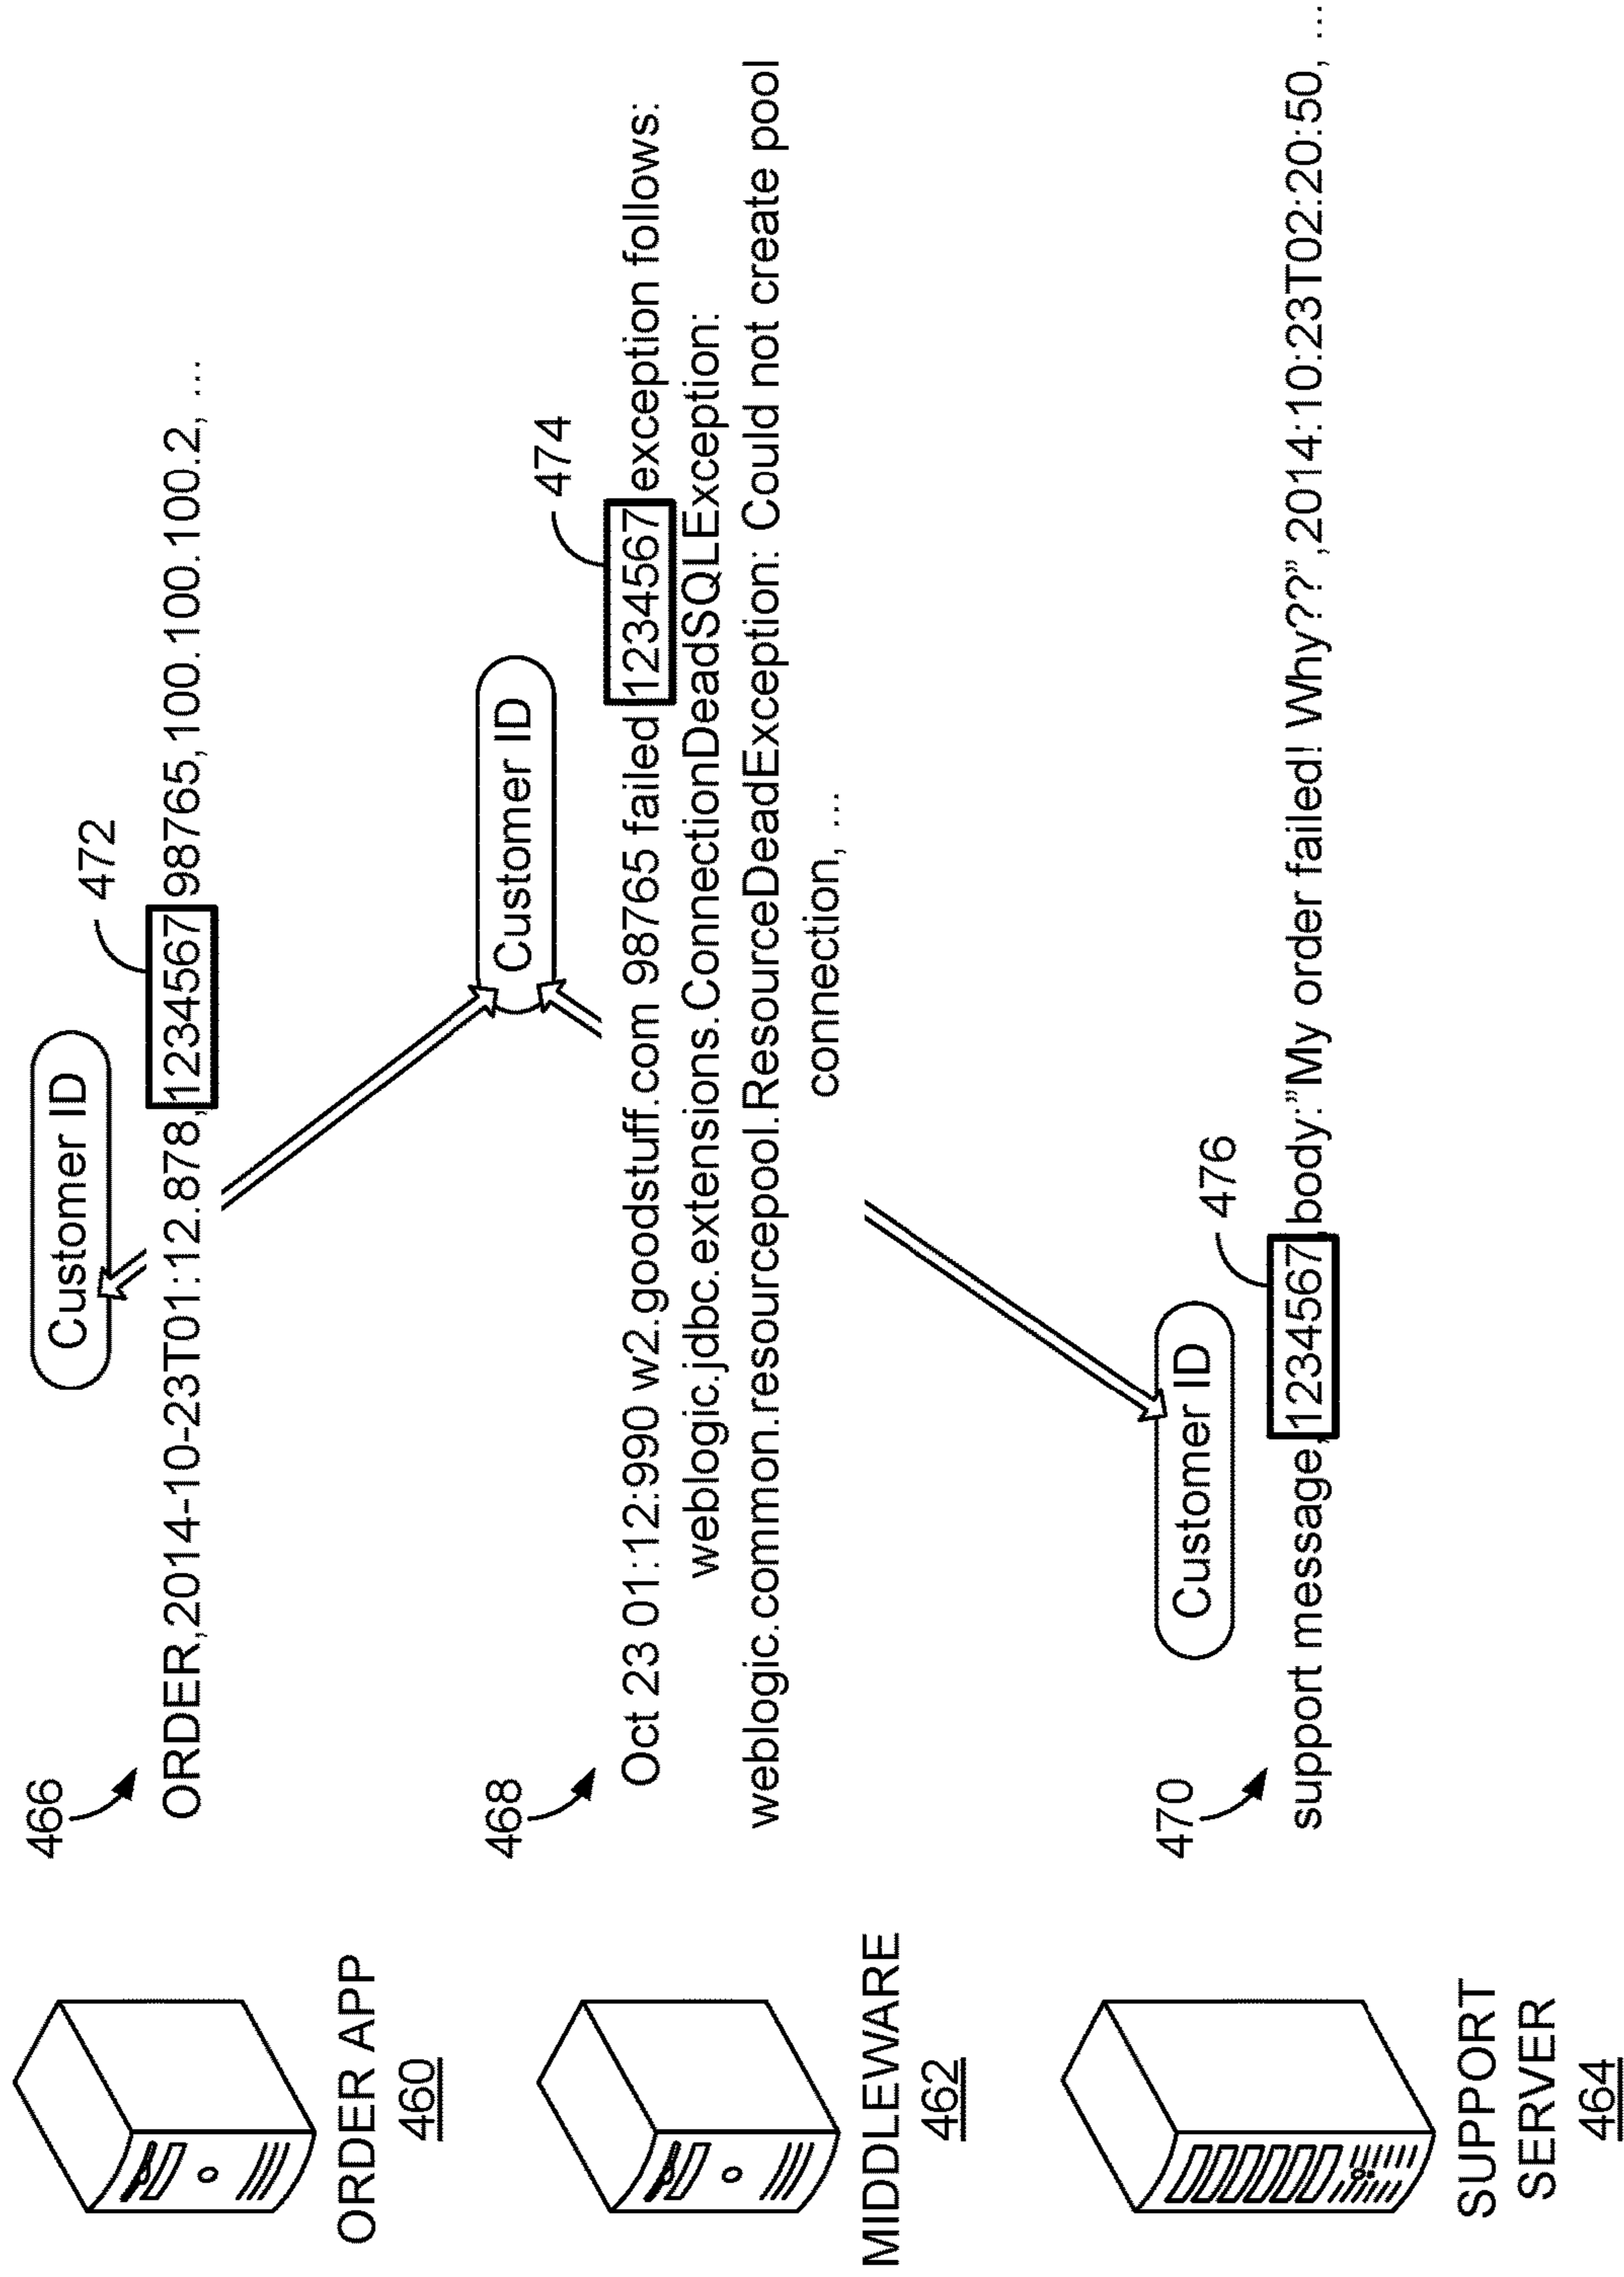 466
Customer ID
472
ORDER,2014-10-23T01:12.878,1234567 98765,100.100.100.2, ...
ORDER APP
460
468
Customer ID
474
Oct 23 01:12:990 w2.goodstuff.com 98765 failed 1234567 exception follows:
weblogic.jdbc.extensions.ConnectionDeadSQLException:
weblogic.common.resourcepool.ResourceDeadException: Could not create pool
connection, ...
MIDDLEWARE
462
470
Customer ID
476
support message,1234567 body:”My order failed! Why??”,2014:10:23T02:20:50, ...
SUPPORT
SERVER
464